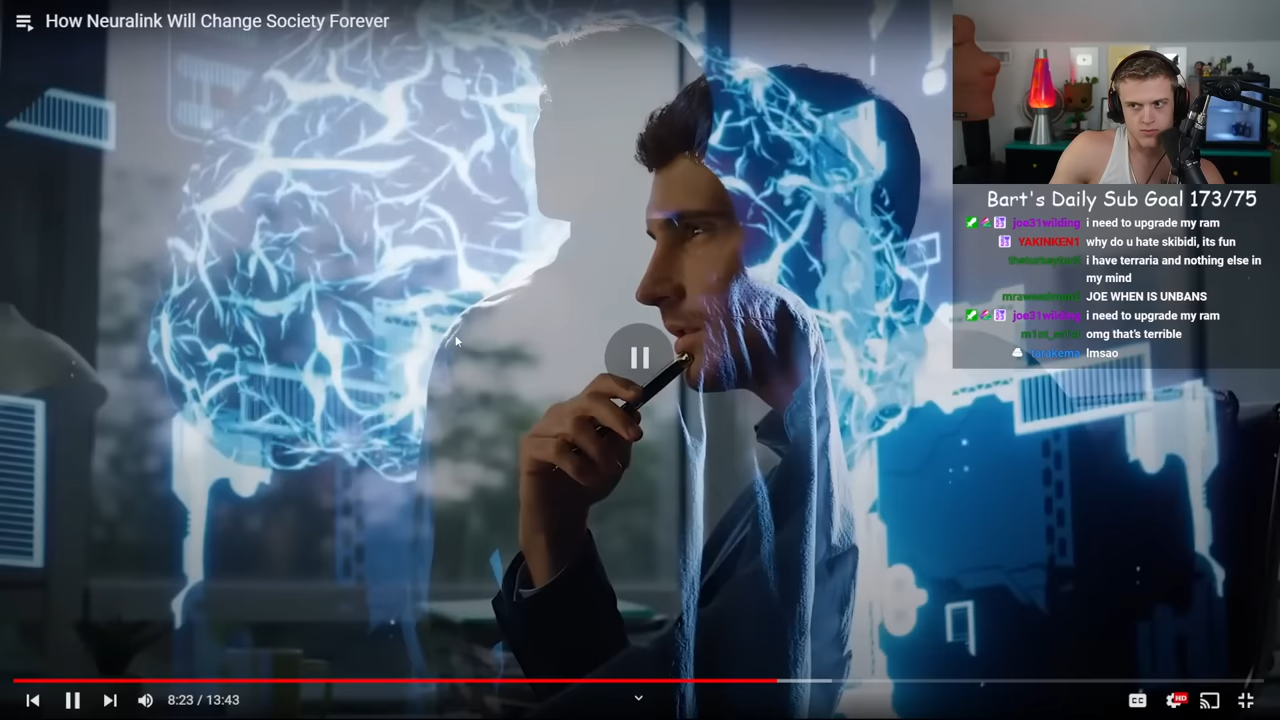 How Neuralink Will Change Society Forever
Bart's Daily Sub Goal 173/75
joe31wilding i need to upgrade my ram
YAKINKEN1 why do u hate skibidi, its fun
i have terraria and nothing else in
my mind
JOE WHEN IS UNBANS
joe31wilding i need to upgrade my ram
omg that's terrible
lmsao
8:23 / 13:43
CC
HD